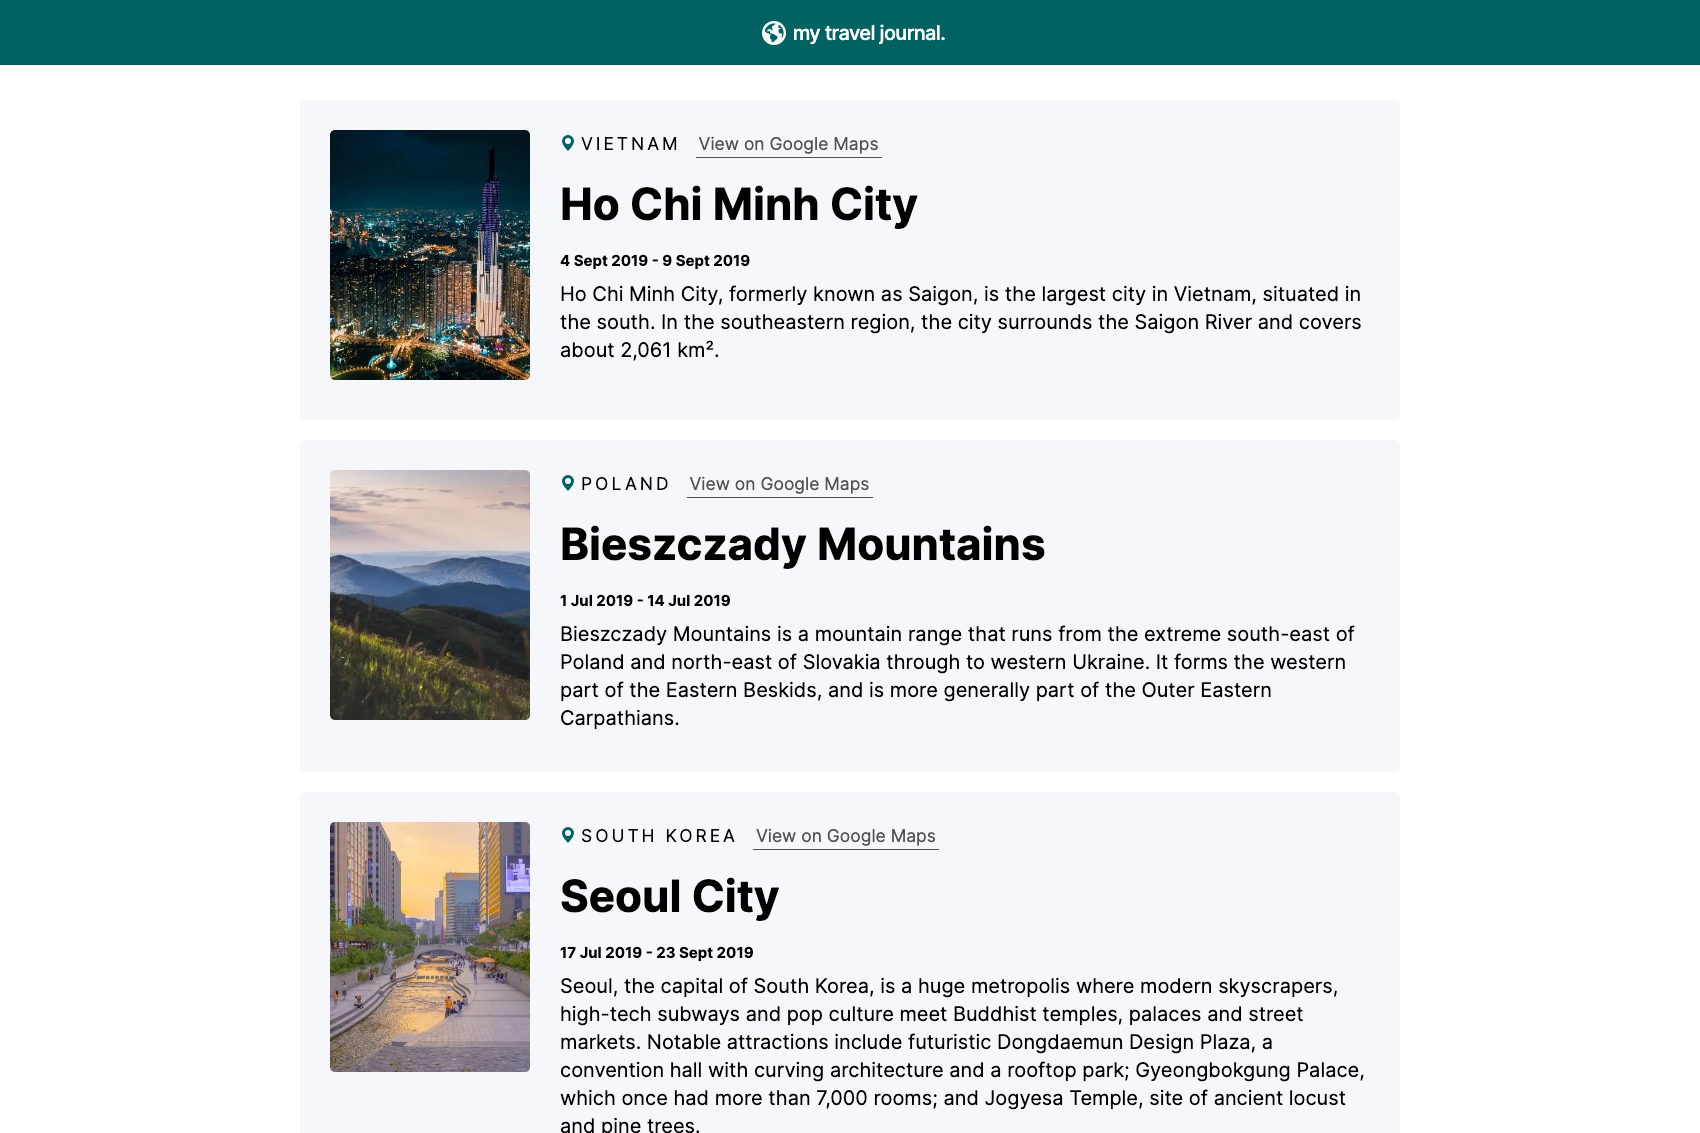 my travel journal.
VIETNAM View on Google Maps
Ho Chi Minh City
4 Sept 2019 - 9 Sept 2019
Ho Chi Minh City, formerly known as Saigon, is the largest city in Vietnam, situated in
the south. In the southeastern region, the city surrounds the Saigon River and covers
about 2,061 km².
POLAND View on Google Maps
Bieszczady Mountains
1 Jul 2019 - 14 Jul 2019
Bieszczady Mountains is a mountain range that runs from the extreme south-east of
Poland and north-east of Slovakia through to western Ukraine. It forms the western
part of the Eastern Beskids, and is more generally part of the Outer Eastern
Carpathians.
SOUTH KOREA View on Google Maps
Seoul City
17 Jul 2019 - 23 Sept 2019
Seoul, the capital of South Korea, is a huge metropolis where modern skyscrapers,
high-tech subways and pop culture meet Buddhist temples, palaces and street
markets. Notable attractions include futuristic Dongdaemun Design Plaza, a
convention hall with curving architecture and a rooftop park; Gyeongbokgung Palace,
which once had more than 7,000 rooms; and Jogyesa Temple, site of ancient locust
and pine trees.